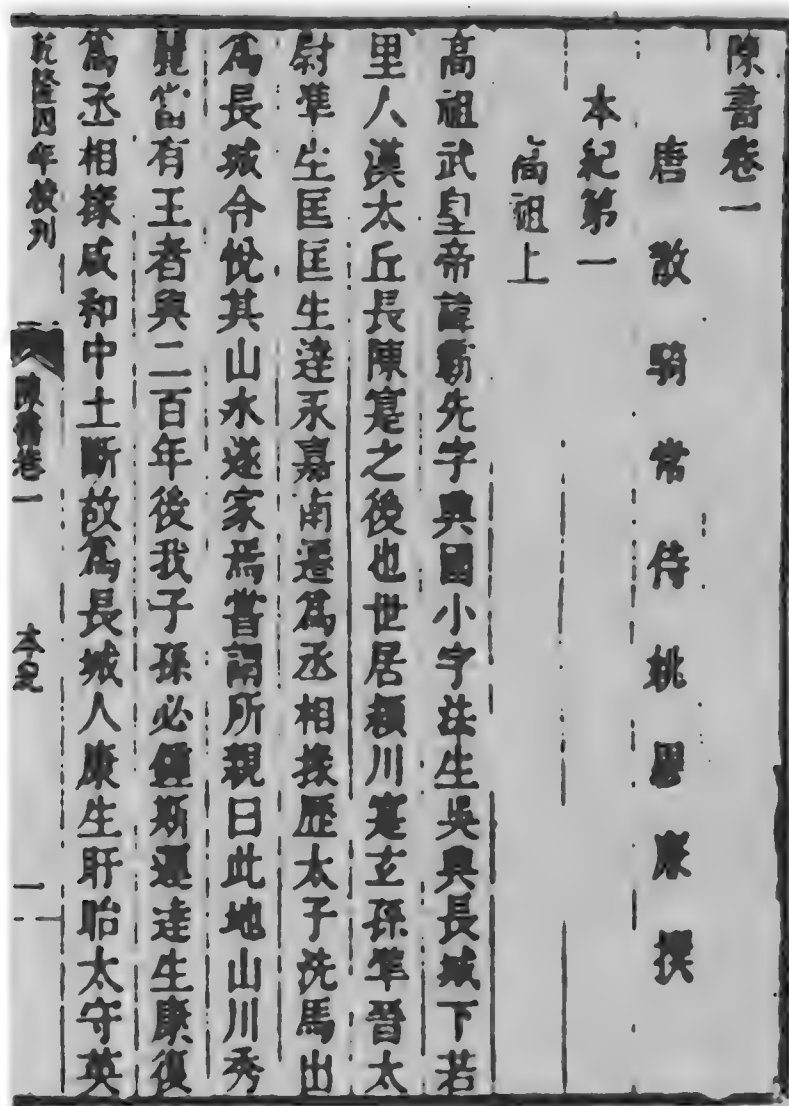 陳書卷一
唐散騎常侍姚思廉撰
本紀第一
高祖上
高祖武皇帝諱霸先字興國小字法生吳興長城下若
里人漢太丘長陳寔之後也世居潁川寔玄孫準晉太
尉準生匡匡生達永嘉南遷爲丞相掾歷太子洗馬出
爲長城令悅其山水遂家焉嘗謂所親曰此地山川秀
麗當有王者興二百年後我子孫必鍾斯運達生康復
爲丞相掾咸和中土斷故爲長城人康生盱眙太守英
乾隆四年校刊
陳書卷一
本紀
一